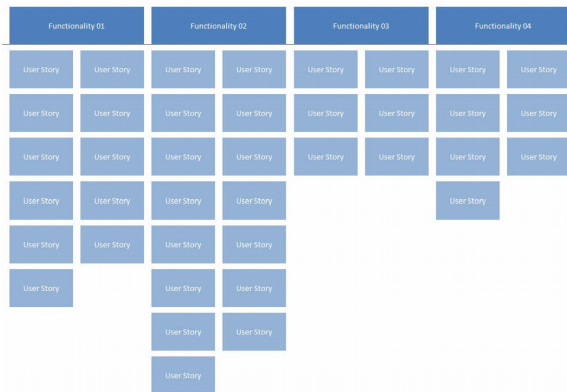 Functionality 01 Functionality 02 Functionality 03 Functionality 04
User Story User Story User Story User Story User Story User Story User Story User Story
User Story User Story User Story User Story User Story User Story User Story User Story
User Story User Story User Story User Story User Story User Story User Story User Story
User Story User Story User Story User Story User Story
User Story User Story User Story User Story
User Story User Story User Story
User Story User Story
User Story